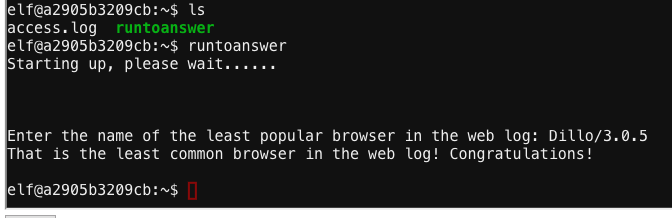 elf@a2905b3209cb:~$ ls
access.log  runtoanswer
elf@a2905b3209cb:~$ runtoanswer
Starting up, please wait......
Enter the name of the least popular browser in the web log: Dillo/3.0.5
That is the least common browser in the web log! Congratulations!
elf@a2905b3209cb:~$